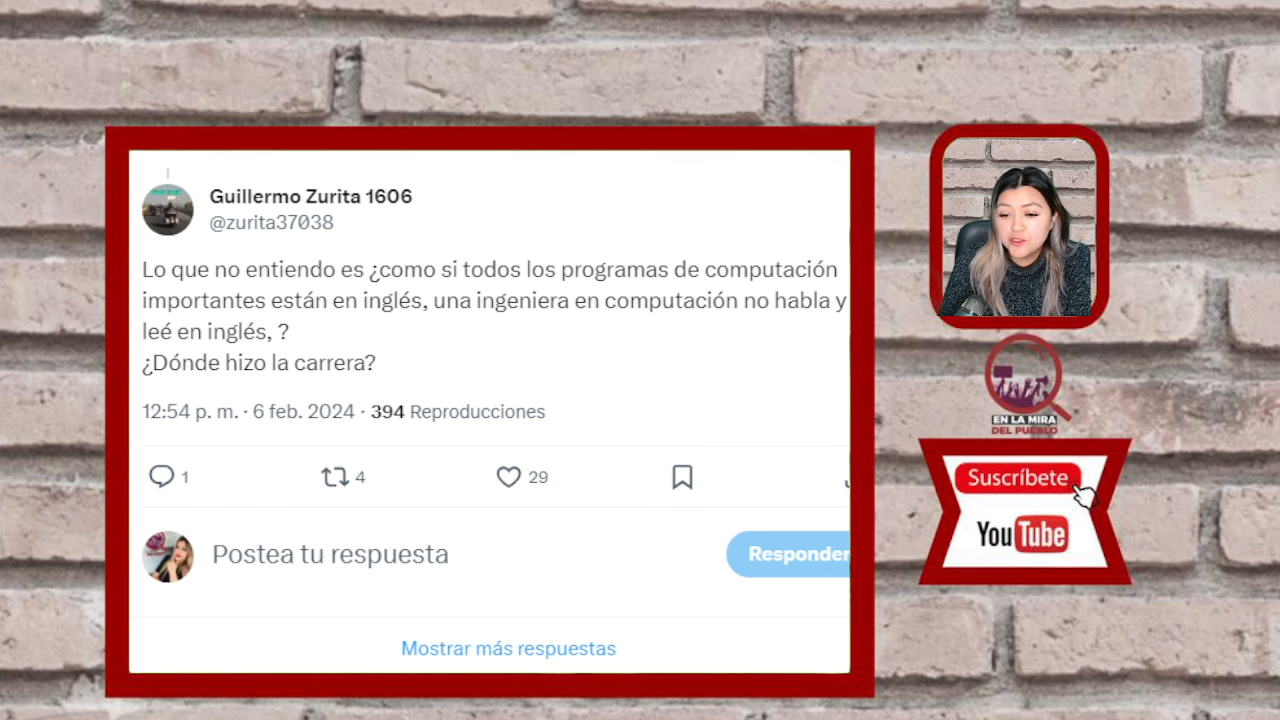 Guillermo Zurita 1606
@zurita37038
Lo que no entiendo es ¿como si todos los programas de computación
importantes están en inglés, una ingeniera en computación no habla y
leé en inglés, ?
¿Dónde hizo la carrera?
12:54 p. m. · 6 feb. 2024 · 394 Reproducciones
1 4 29
Postea tu respuesta
Responder
Mostrar más respuestas
EN LA MIRA
DEL PUEBLO
Suscríbete
YouTube